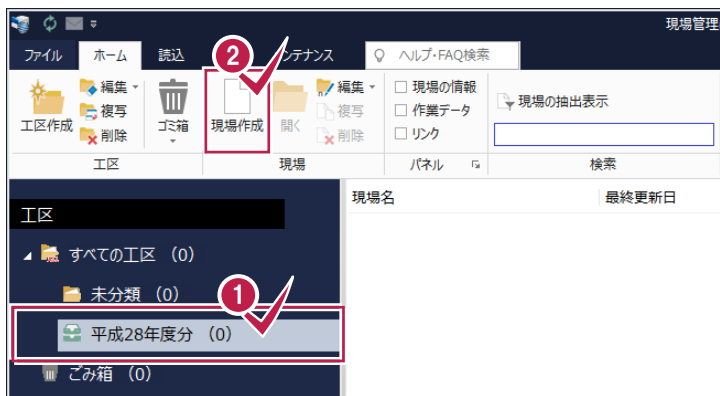 現場管理
ファイル ホーム 読込 ンテナンス ヘルプ・FAQ検索
2
工区作成 編集 複写 削除 ゴミ箱
現場作成 開く 編集 複写 削除
現場の情報
作業データ
リンク
現場の抽出表示
工区 現場 パネル 検索
工区
現場名 最終更新日
すべての工区 (0)
未分類 (0)
1
平成28年度分 (0)
ごみ箱 (0)